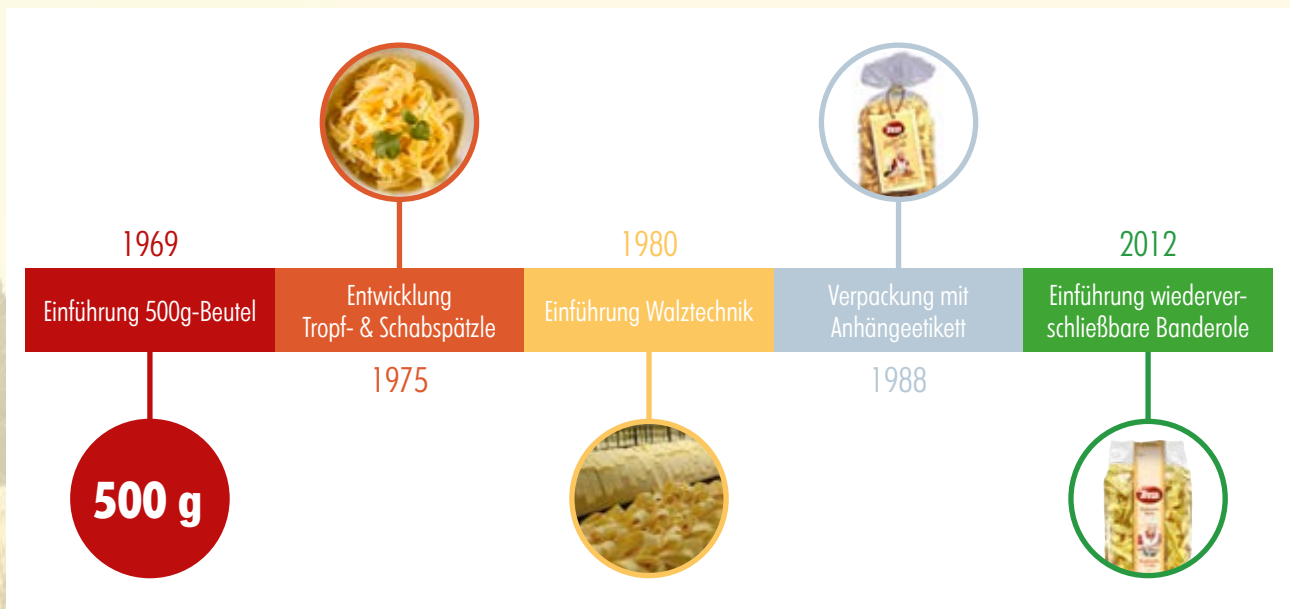 1969
Einführung 500g-Beutel
500 g
Entwicklung
Tropf- & Schabspätzle
1975
1980
Einführung Walztechnik
Verpackung mit
Anhängeetikett
1988
2012
Einführung wiederver-
schließbare Banderole